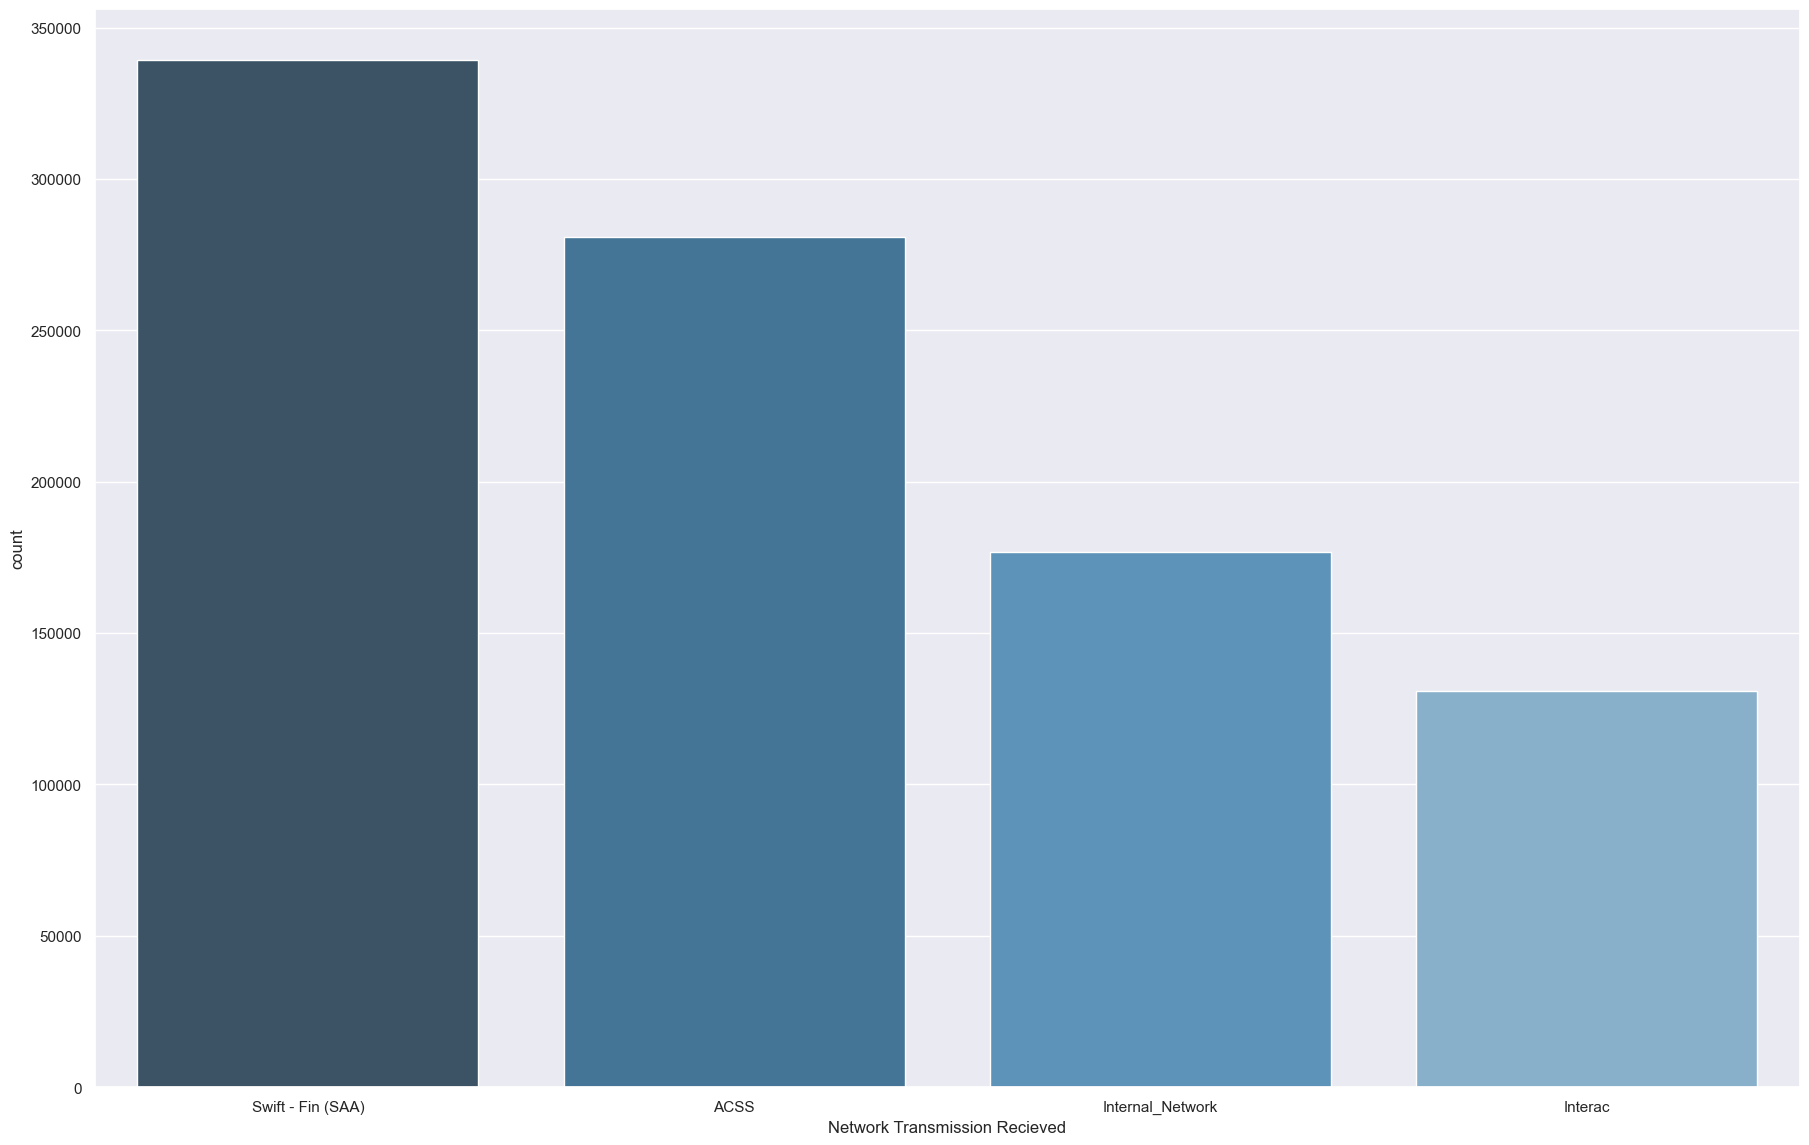 350000
300000
250000
200000
150000
100000
50000
0
count
Swift - Fin (SAA)
ACSS
Internal_Network
Interac
Network Transmission Recieved